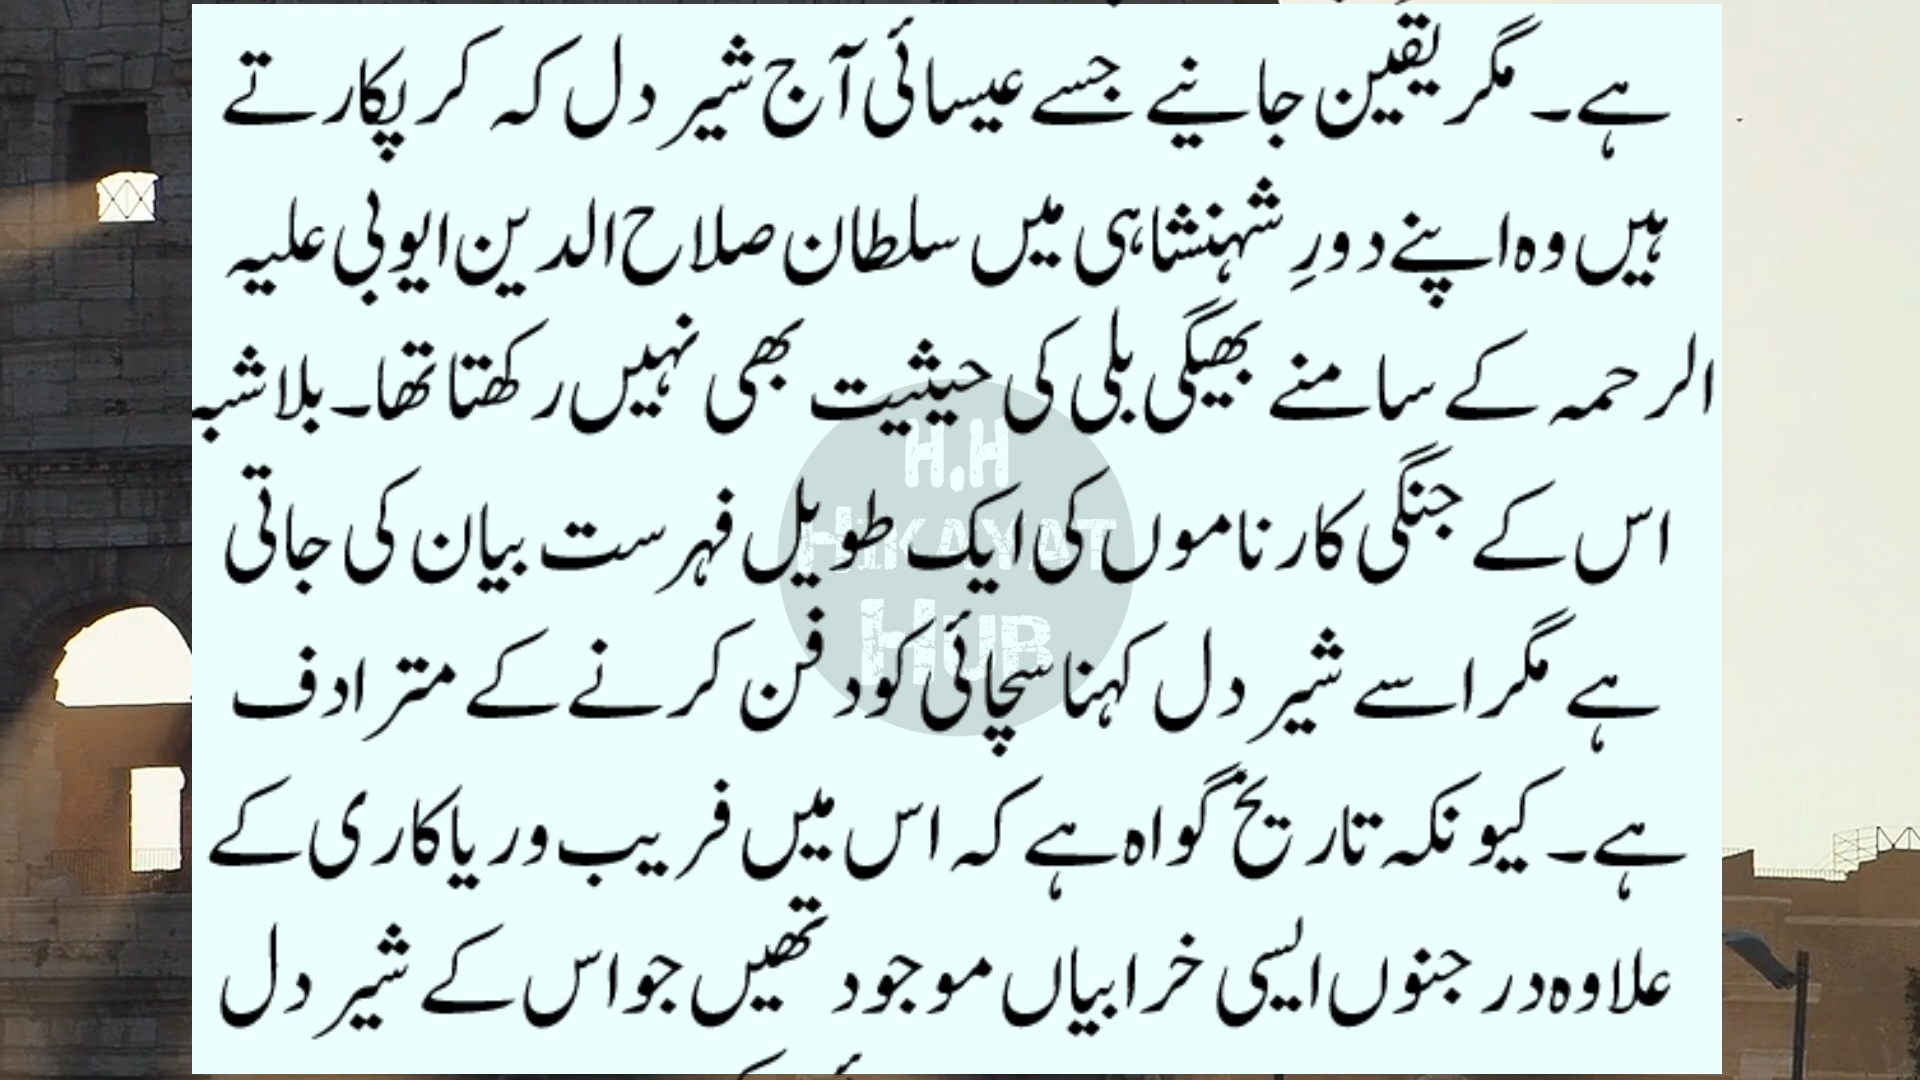 ہے۔ مگر یقین جانیے جسے عیسائی آج شیر دل کہ کر پکارتے
ہیں وہ اپنے دورِ شہنشاہی میں سلطان صلاح الدین ایوبی علیہ
الرحمہ کے سامنے بھیگی بلی کی حیثیت بھی نہیں رکھتا تھا۔ بلاشبہ
اس کے جنگی کارناموں کی ایک طویل فہرست بیان کی جاتی
ہے مگر اسے شیر دل کہنا سچائی کو دفن کرنے کے مترادف
ہے۔ کیونکہ تاریخ گواہ ہے کہ اس میں فریب و ریاکاری کے
علاوہ درجنوں ایسی خرابیاں موجود تھیں جو اس کے شیر دل
H.H
HIKAYAT
HUB